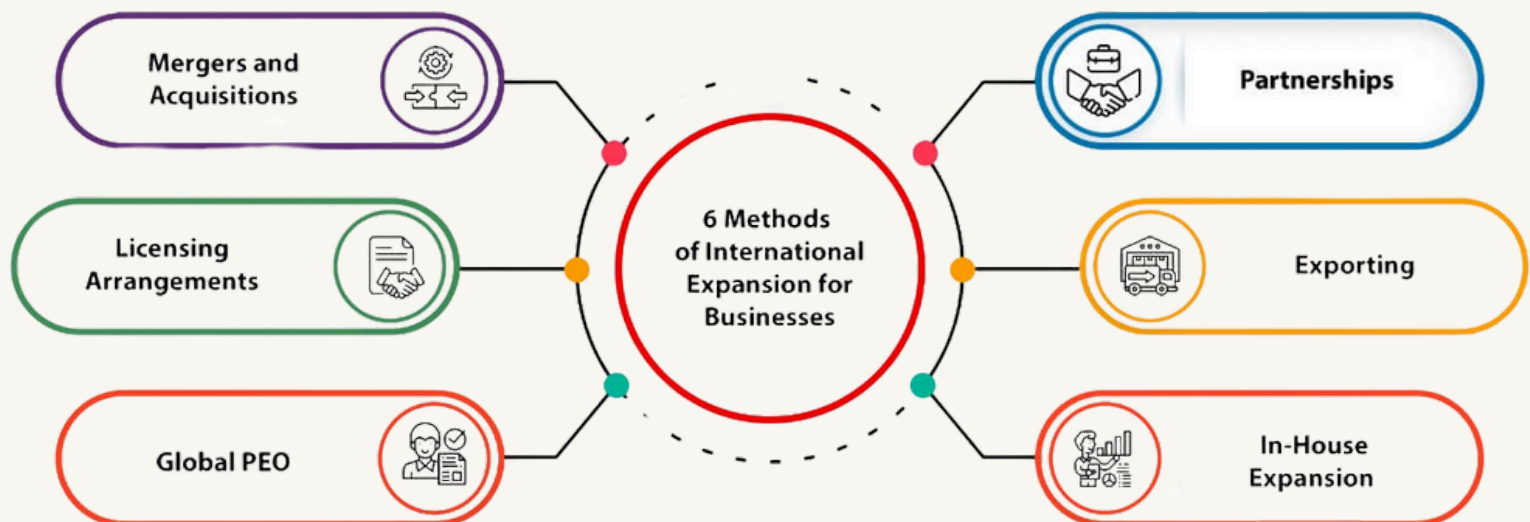 Mergers and
Acquisitions
Partnerships
6 Methods
of International
Expansion for
Businesses
Licensing
Arrangements
Exporting
Global PEO
In-House
Expansion